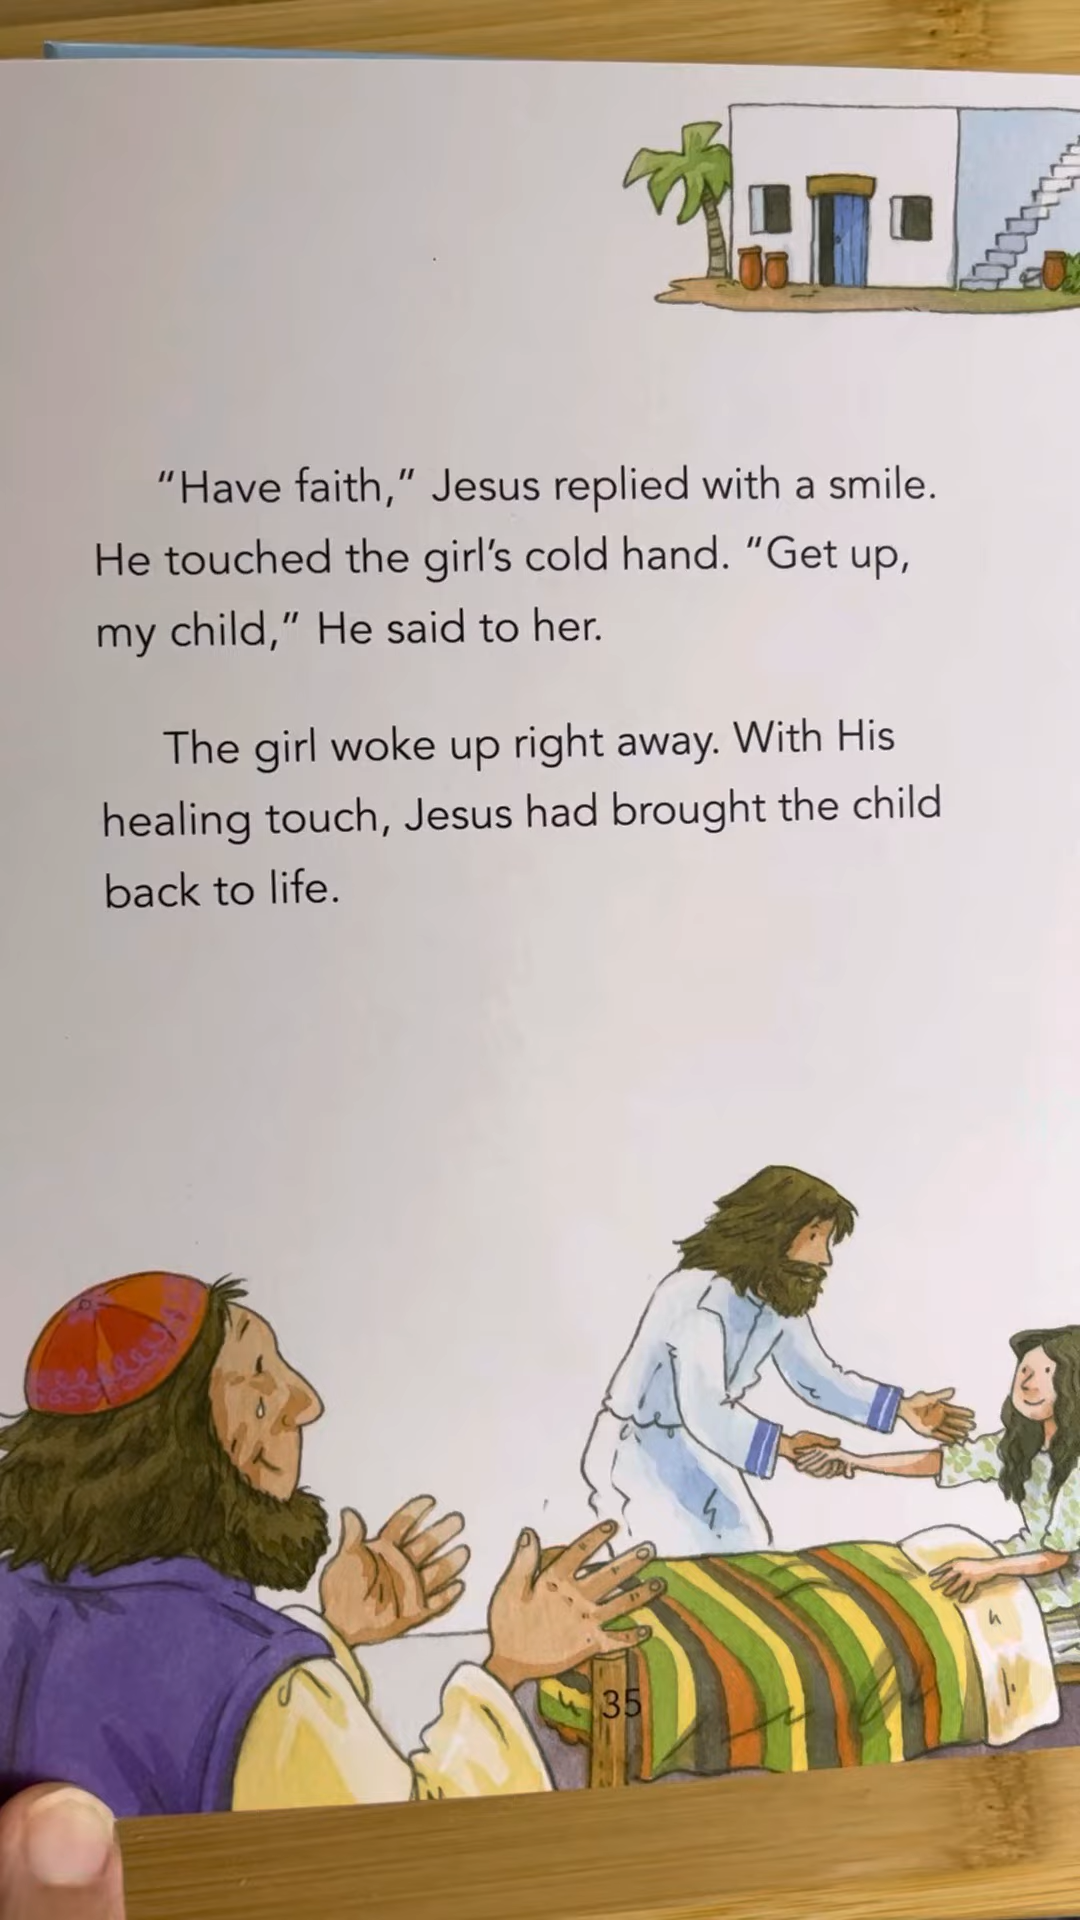 “Have faith,” Jesus replied with a smile.
He touched the girl’s cold hand. “Get up,
my child,” He said to her.
The girl woke up right away. With His
healing touch, Jesus had brought the child
back to life.
35